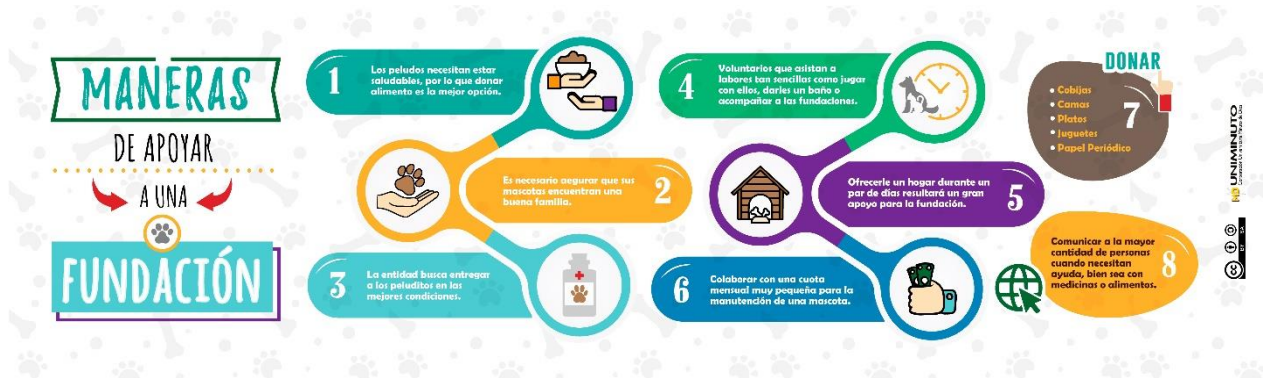 MANERAS
DE APOYAR
A UNA
FUNDACIÓN
1
Los peludos necesitan estar
saludables, por lo que donar
alimento es la mejor opción.
Es necesario aegurar que sus
mascotas encuentran una
buena familia.
2
3
La entidad busca entregar
a los peluditos en las
mejores condiciones.
4
Voluntarios que asistan a
labores tan sencillas como jugar
con ellos, darles un baño o
acompañar a las fundaciones.
Ofrecerle un hogar durante un
par de días resultará un gran
apoyo para la fundación.
5
6
Colaborar con una cuota
mensual muy pequeña para la
manutención de una mascota.
DONAR
• Cobijas
• Camas
• Platos
• Juguetes
• Papel Periódico
7
Comunicar a la mayor
cantidad de personas
cuando necesitan
ayuda, bien sea con
medicinas o alimentos.
8
UNIMINUTO
cc
BY
SA